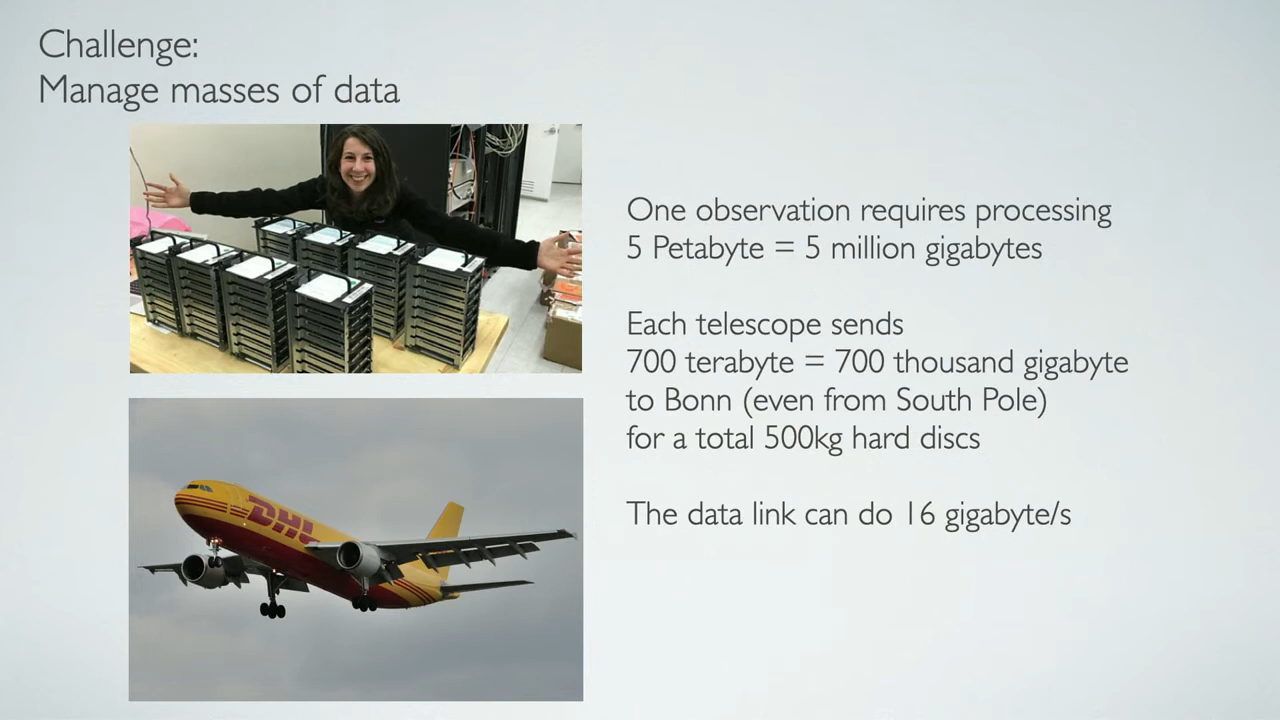 Challenge:
Manage masses of data
One observation requires processing
5 Petabyte = 5 million gigabytes
Each telescope sends
700 terabyte = 700 thousand gigabyte
to Bonn (even from South Pole)
for a total 500kg hard discs
The data link can do 16 gigabyte/s
DHL